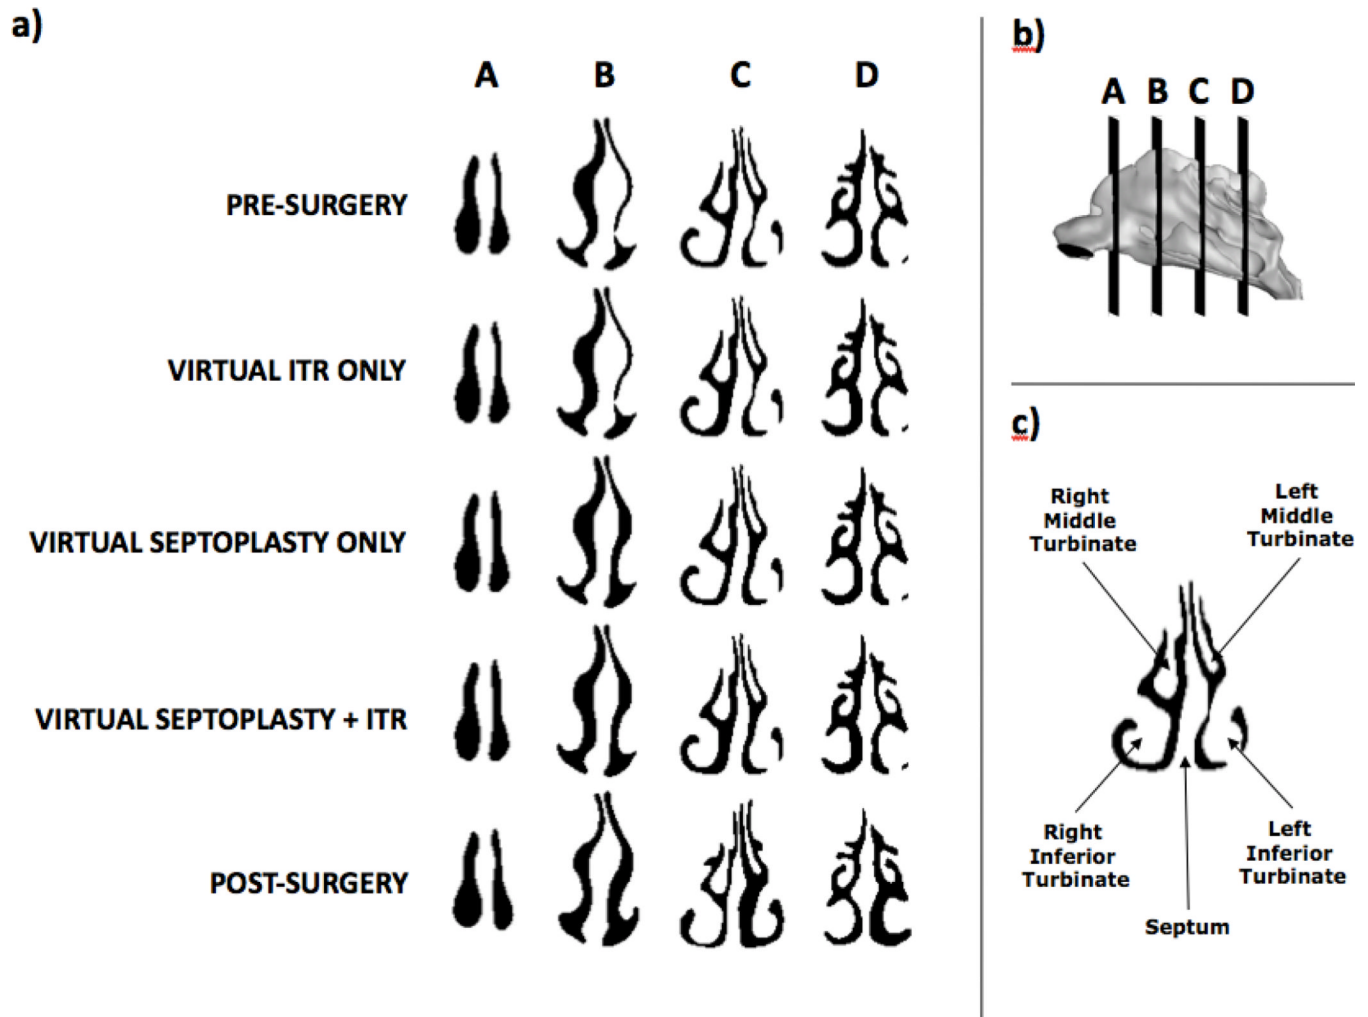 a)
A B C D
PRE-SURGERY
VIRTUAL ITR ONLY
VIRTUAL SEPTOPLASTY ONLY
VIRTUAL SEPTOPLASTY + ITR
POST-SURGERY
b)
A B C D
c)
Right
Middle
Turbinate
Left
Middle
Turbinate
Right
Inferior
Turbinate
Left
Inferior
Turbinate
Septum